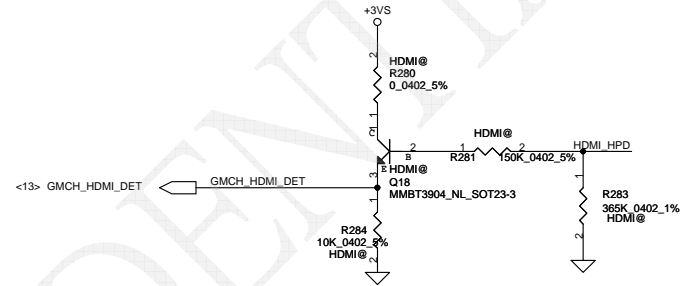 +3VS
2
HDMI@
R280
0_0402_5%
1
C
1
2
B
HDMI@
R281
1
2
150K_0402_5%
HDMI_HPD
E
3
HDMI@
Q18
MMBT3904_NL_SOT23-3
<13> GMCH_HDMI_DET
GMCH_HDMI_DET
1
R284
10K_0402_5%
HDMI@
2
1
R283
365K_0402_1%
HDMI@
2